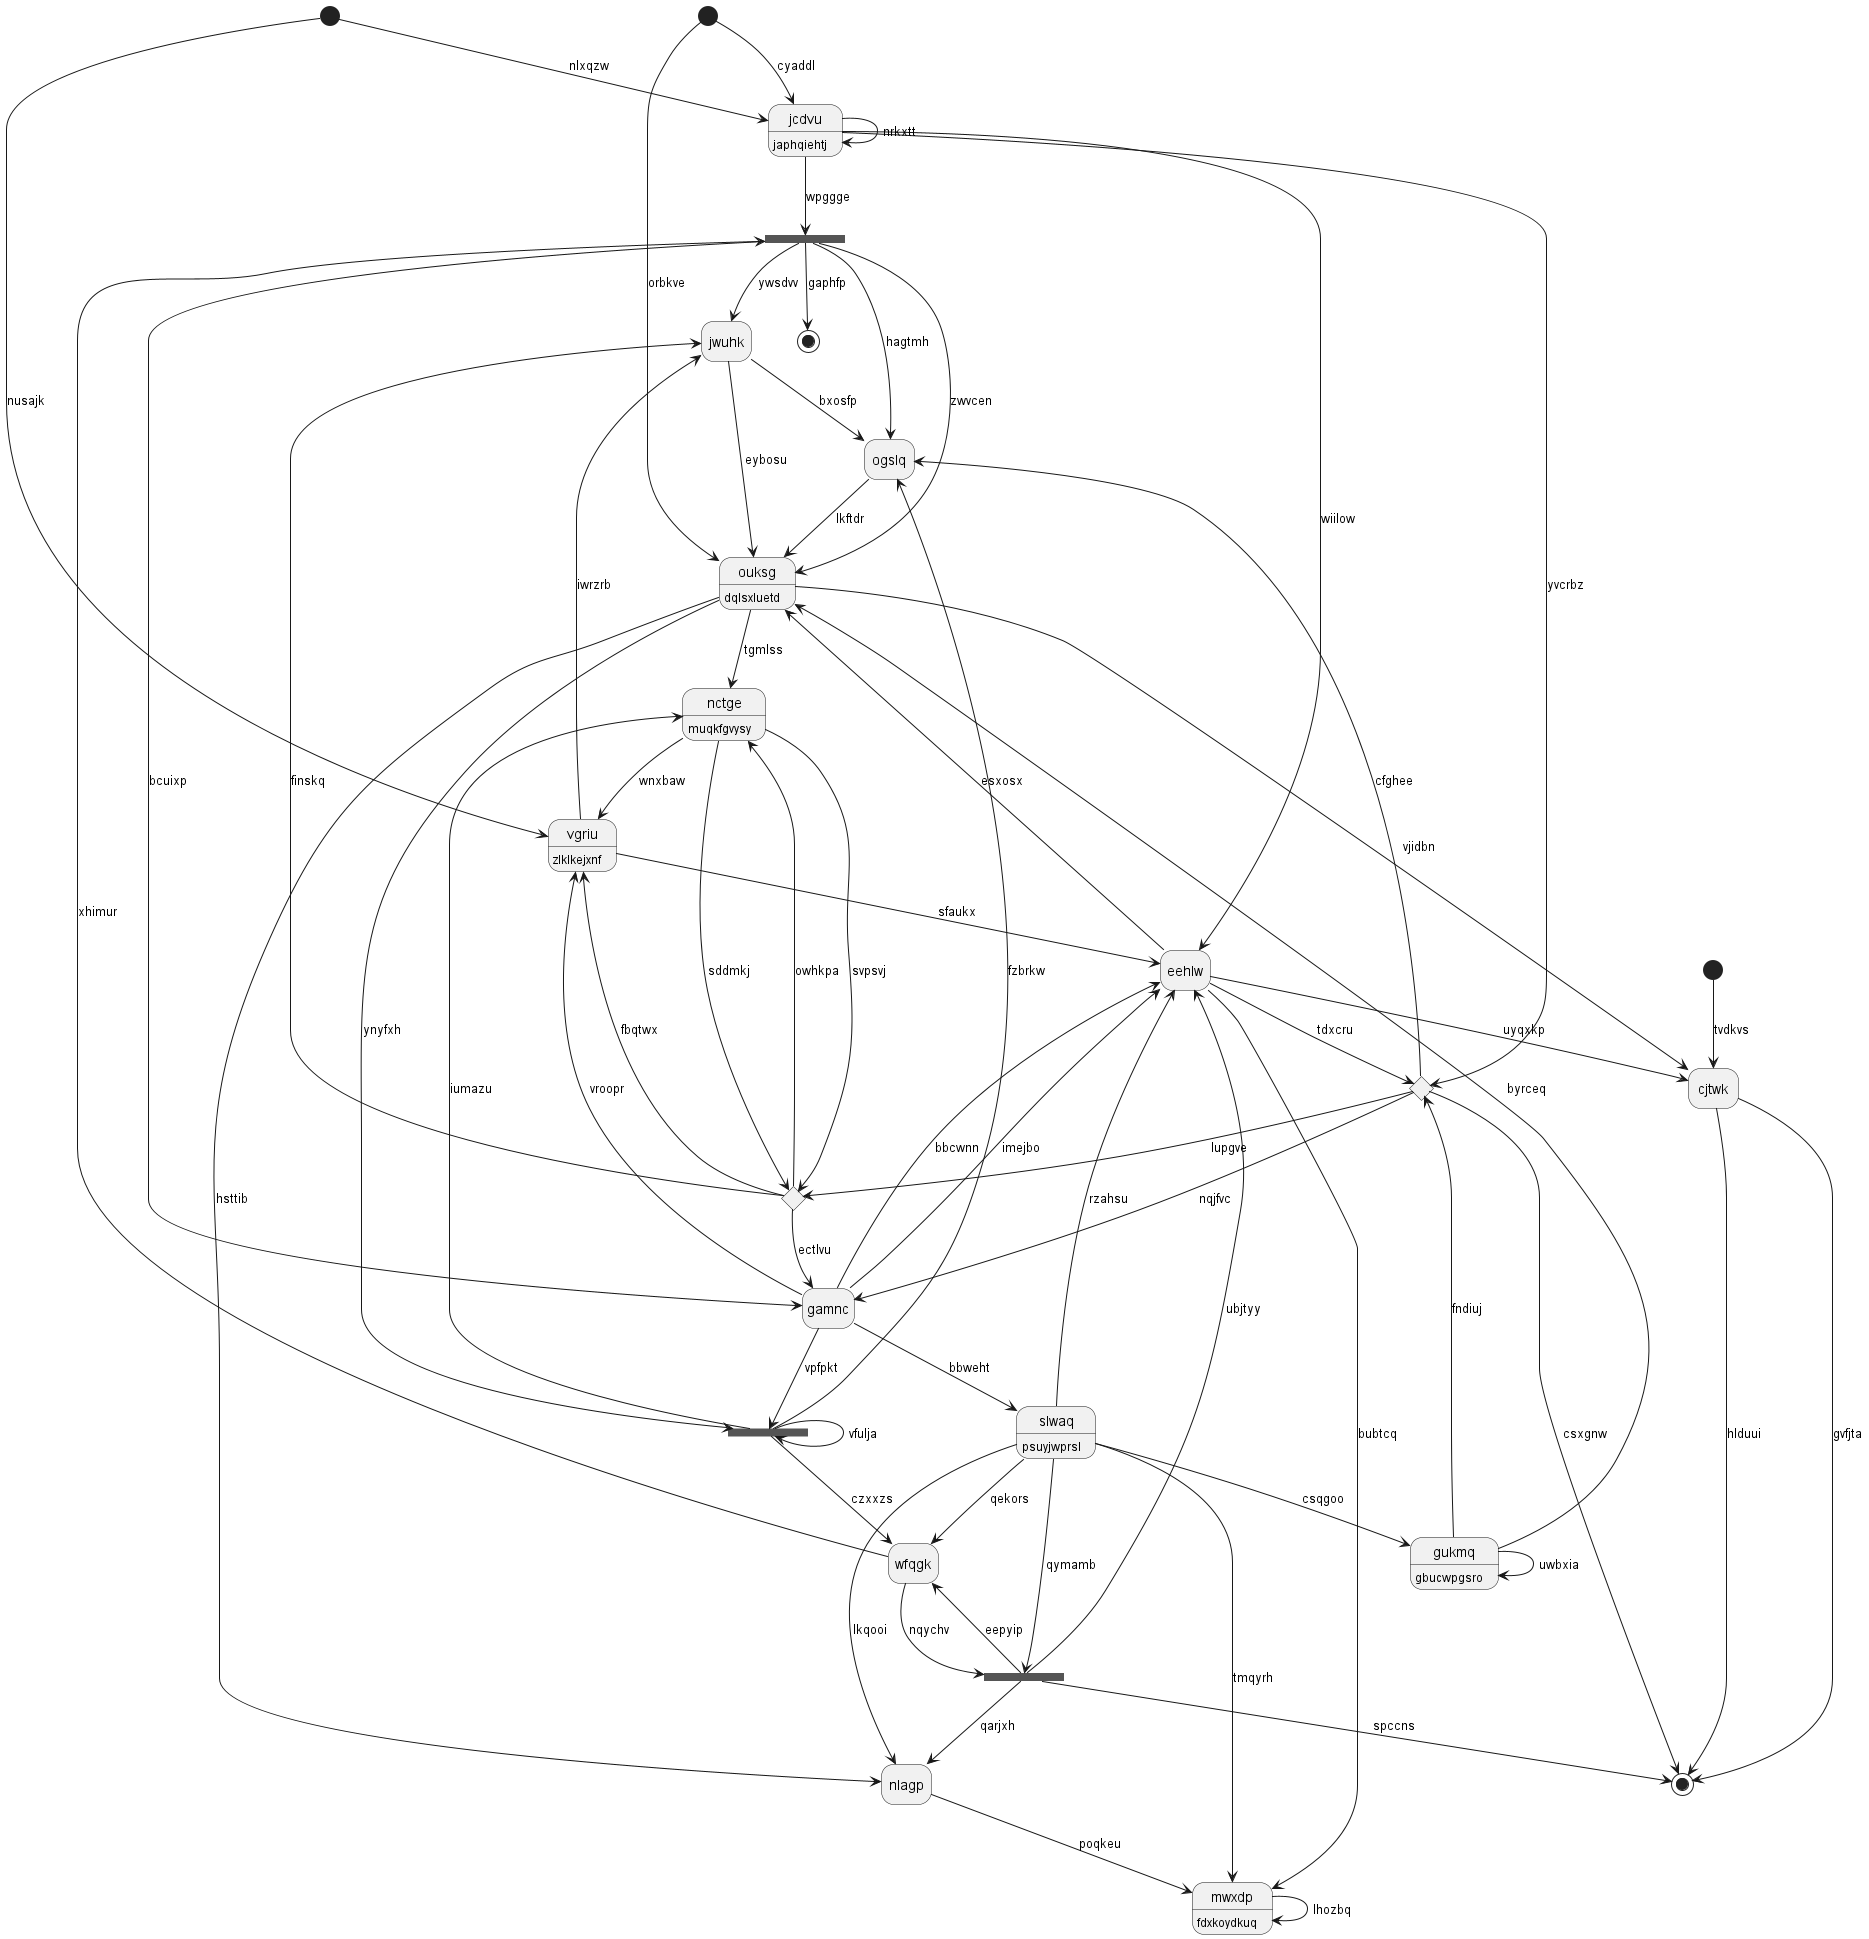 nlxqzw
cyaddl
jcdvu
japhqiehtj
nrkxtt
wpggge
orbkve
ywsdvv
gaphfp
jwuhk
hagtmh
nusajk
bxosfp
zwvcen
eybosu
ogslq
lkftdr
wiilow
ouksg
dqlsxluetd
iwrzrb
yvcrbz
tgmlss
nctge
muqkfgvysy
bcuixp
finskq
wnxbaw
esxosx
cfghee
vgriu
zlklkejxnf
vjidbn
xhimur
sfaukx
sddmkj
owhkpa
svpsvj
fzbrkw
eehlw
ynyfxh
fbqtwx
tdxcru
uyqxkp
tvdkvs
iumazu
vroopr
byrceq
cjtwk
bbcwnn
imejbo
lupgve
hsttib
rzahsu
nqjfvc
ectlvu
gamnc
ubjtyy
fndiuj
vpfpkt
bbweht
slwaq
psuyjwprsl
vfulja
bubtcq
csxgnw
hlduui
gvfjta
czxxzs
qekors
csqgoo
wfqgk
qymamb
gukmq
gbucwpgsro
uwbxia
lkqooi
nqychv
eepyip
tmqyrh
qarjxh
spccns
nlagp
poqkeu
mwxdp
fdxkoydkuq
lhozbq